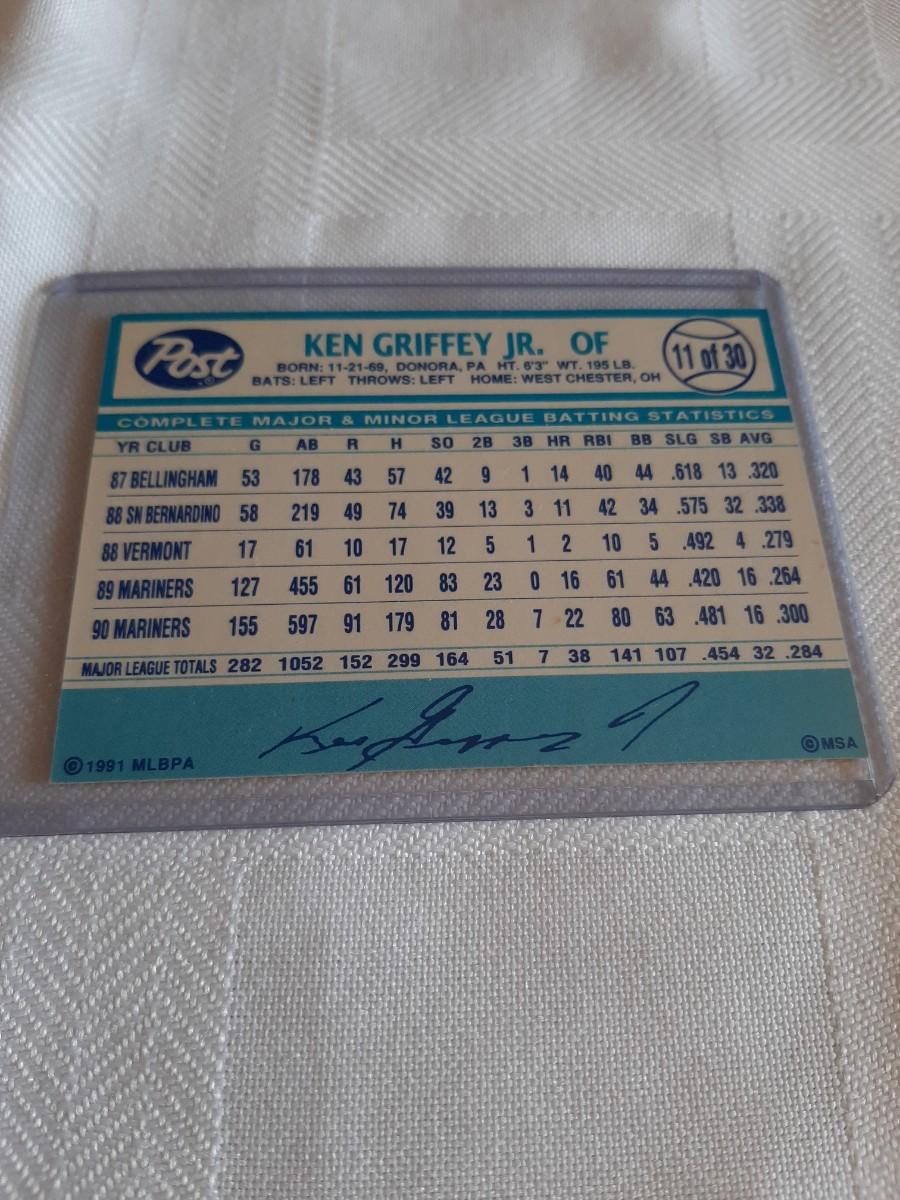 Post
KEN GRIFFEY JR. OF
BORN: 11-21-69, DONORA, PA HT. 6'3" WT. 195 LB.
BATS: LEFT THROWS: LEFT HOME: WEST CHESTER, OH
11 of 30
COMPLETE MAJOR & MINOR LEAGUE BATTING STATISTICS
YR CLUB G AB R H SO 2B 3B HR RBI BB SLG SB AVG
87 BELLINGHAM 53 178 43 57 42 9 1 14 40 44 .618 13 .320
88 SN BERNARDINO 58 219 49 74 39 13 3 11 42 34 .575 32 .338
88 VERMONT 17 61 10 17 12 5 1 2 10 5 .492 4 .279
89 MARINERS 127 455 61 120 83 23 0 16 61 44 .420 16 .264
90 MARINERS 155 597 91 179 81 28 7 22 80 63 .481 16 .300
MAJOR LEAGUE TOTALS 282 1052 152 299 164 51 7 38 141 107 .454 32 .284
Ken Griffey Jr
© 1991 MLBPA
© MSA